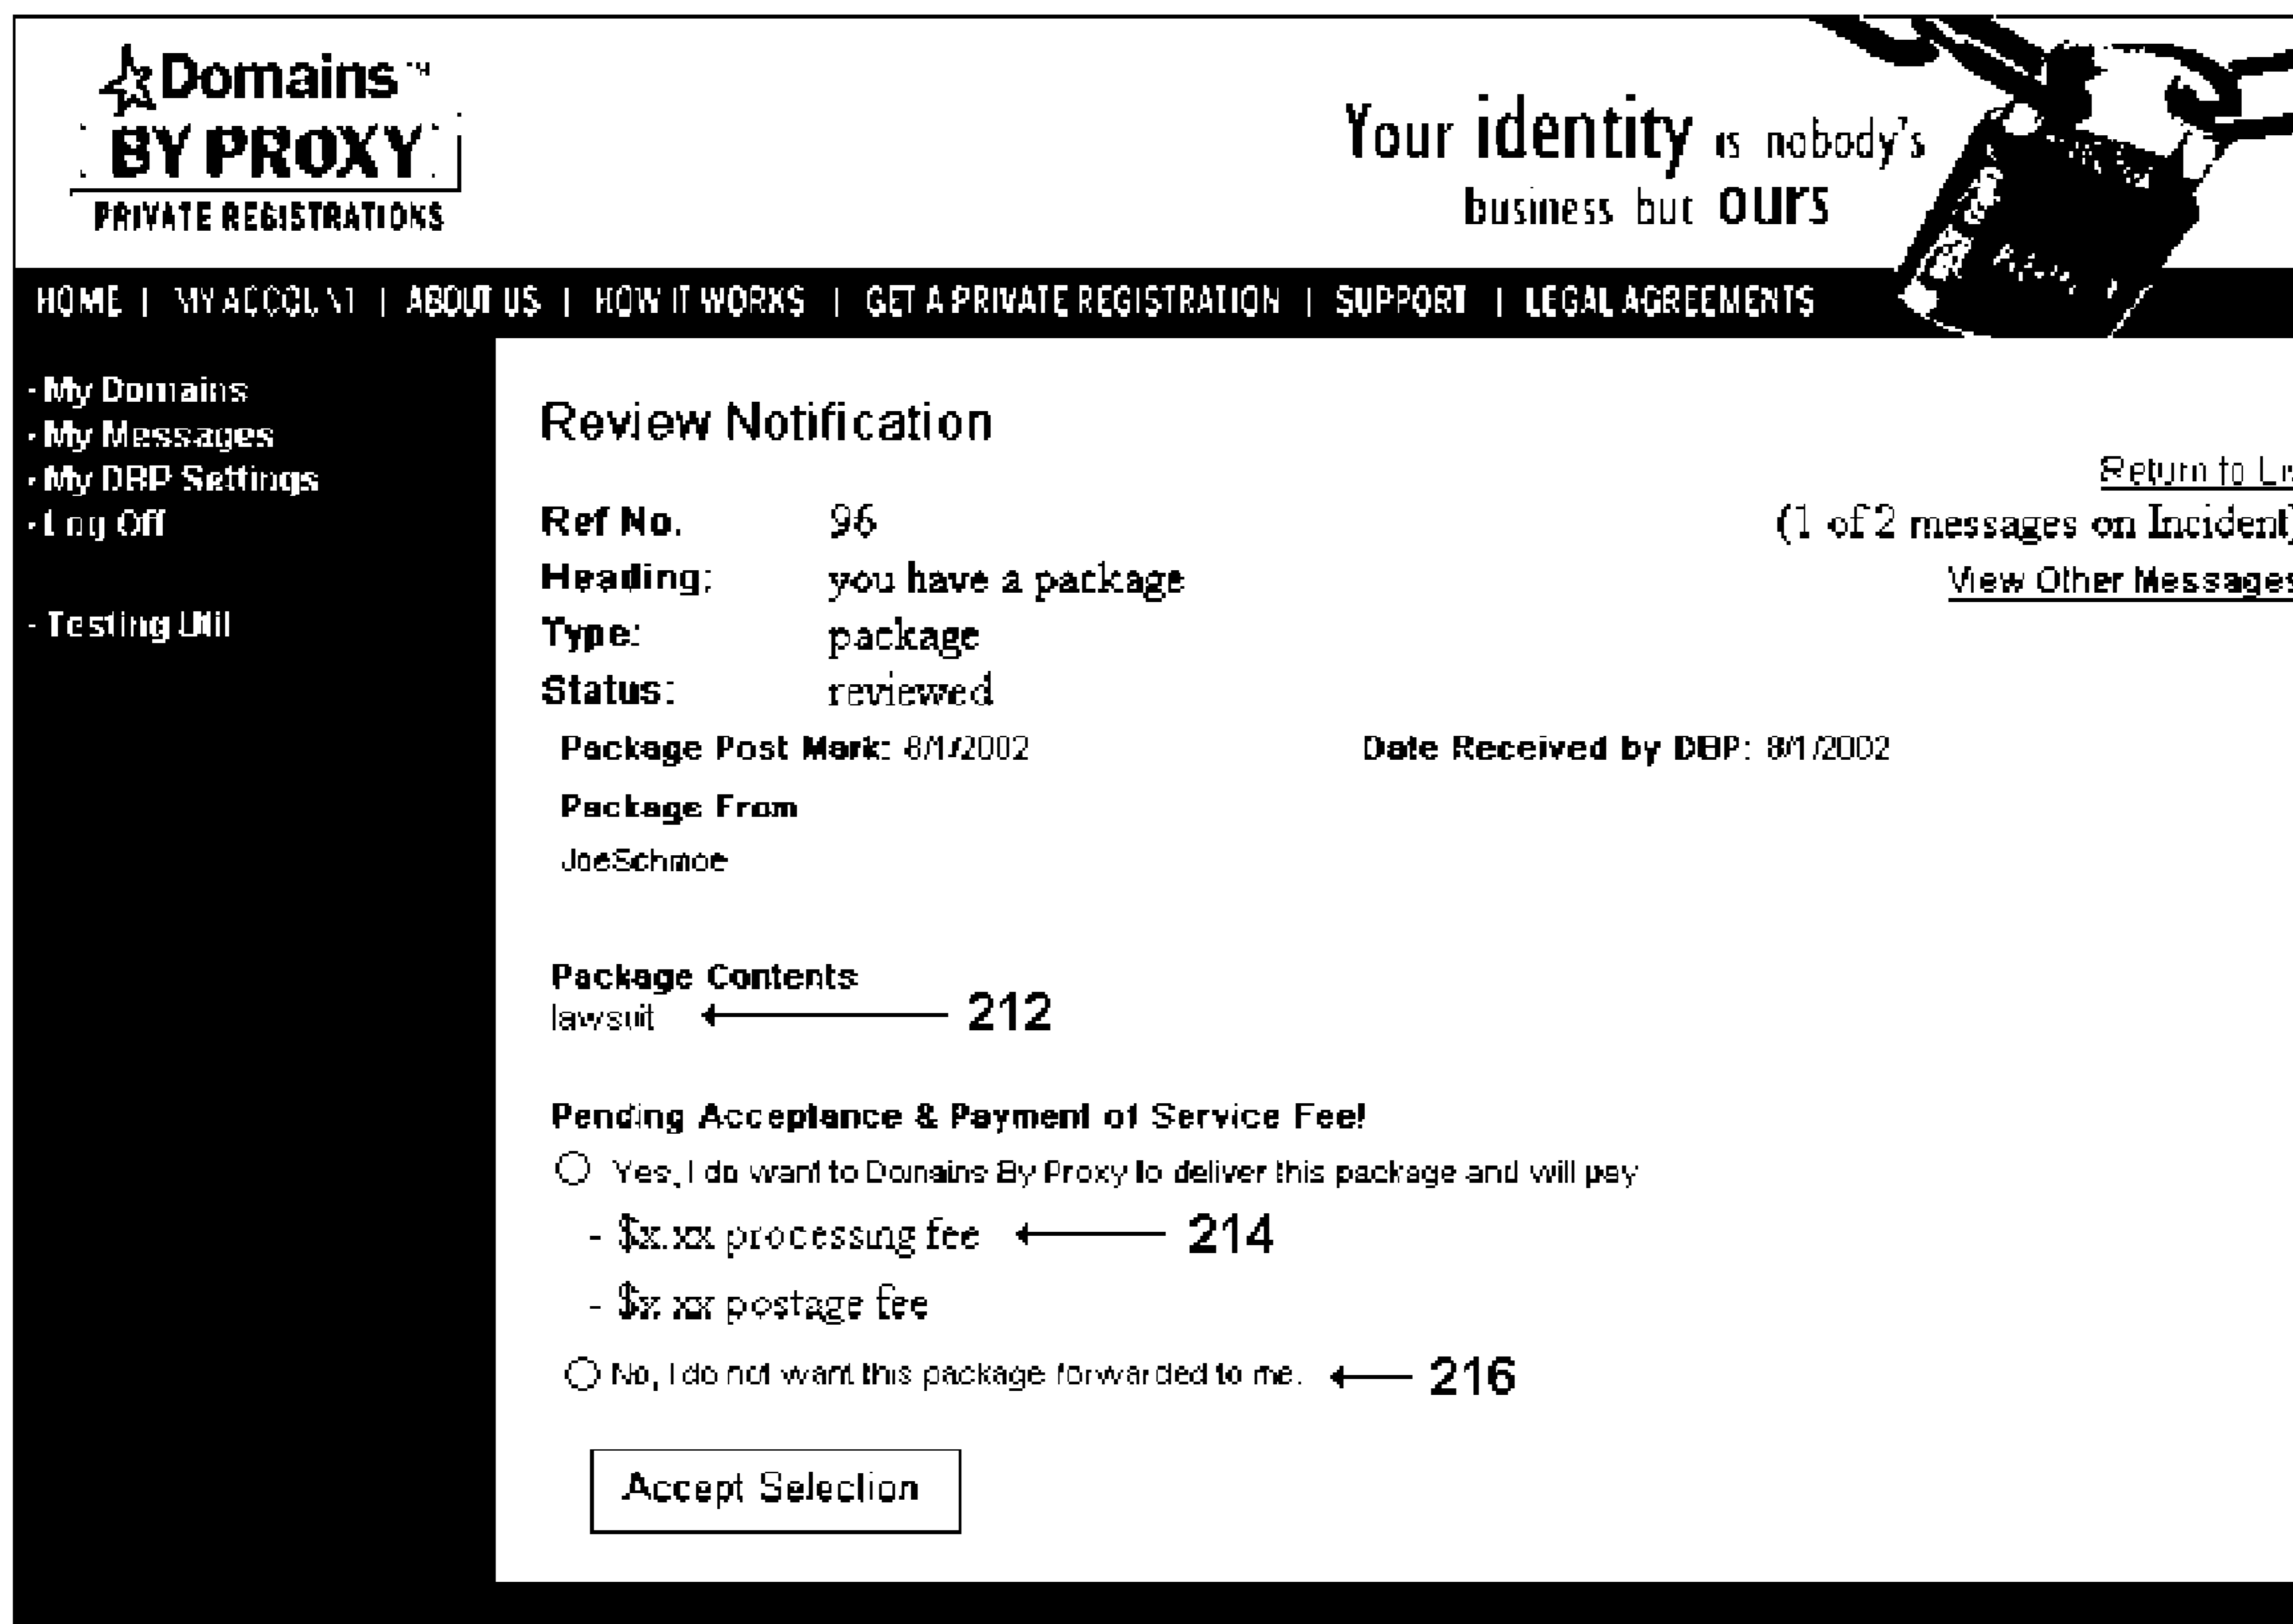 Domains™
BY PROXY
PRIVATE REGISTRATIONS
Your identity is nobody's
business but ours
HOME | MY ACCOUNT | ABOUT US | HOW IT WORKS | GET A PRIVATE REGISTRATION | SUPPORT | LEGAL AGREEMENTS
- My Domains
- My Messages
- My DBP Settings
- Log Off
- Testing Util
Review Notification
Return to
Ref No. 96
(1 of 2 messages on Incident)
Heading: you have a package
View Other Messages
Type: package
Status: reviewed
Package Post Mark: 8/1/2002 Date Received by DBP: 8/1/2002
Package From
JoeSchmoe
Package Contents
lawsuit 212
Pending Acceptance & Payment of Service Fee!
Yes, I do want to Domains By Proxy to deliver this package and will pay
- $x.xx processing fee 214
- $x.xx postage fee
No, I do not want this package forwarded to me. 216
Accept Selection